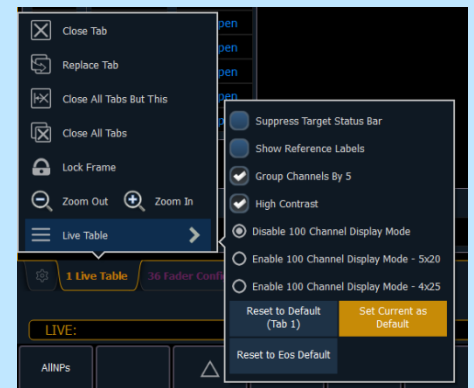 Close Tab
pen
Replace Tab
pen
pen
Close All Tabs But This
pen
Close All Tabs
Lock Frame
Zoom Out
Zoom In
Live Table
Suppress Target Status Bar
Show Reference Labels
Group Channels By 5
High Contrast
Disable 100 Channel Display Mode
Enable 100 Channel Display Mode - 5x20
Enable 100 Channel Display Mode - 4x25
Reset to Default
(Tab 1)
Set Current as
Default
Reset to Eos Default
1 Live Table
36 Fader Confi
LIVE:
AllNPs